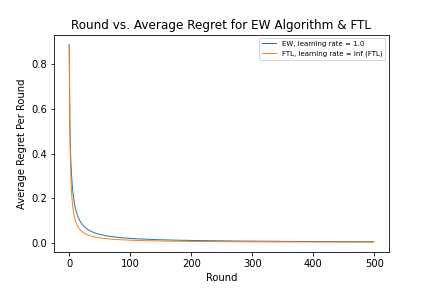 Round vs. Average Regret for EW Algorithm & FTL
EW, learning rate = 1.0
FTL, learning rate = inf (FTL)
Average Regret Per Round
0.8
0.6
0.4
0.2
0.0
0 100 200 300 400 500
Round